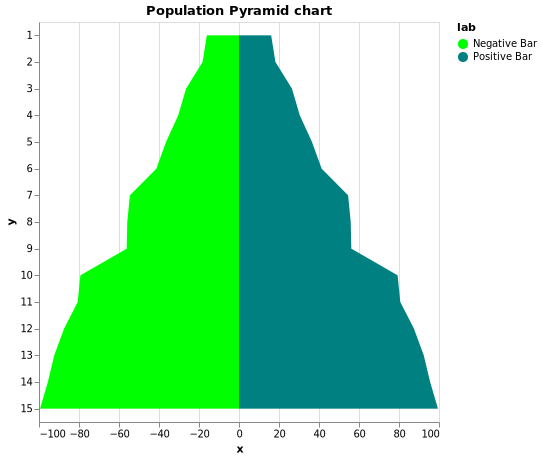 Population Pyramid chart
lab
Negative Bar
Positive Bar
y
1
2
3
4
5
6
7
8
9
10
11
12
13
14
15
−100 −80 −60 −40 −20 0 20 40 60 80 100
x